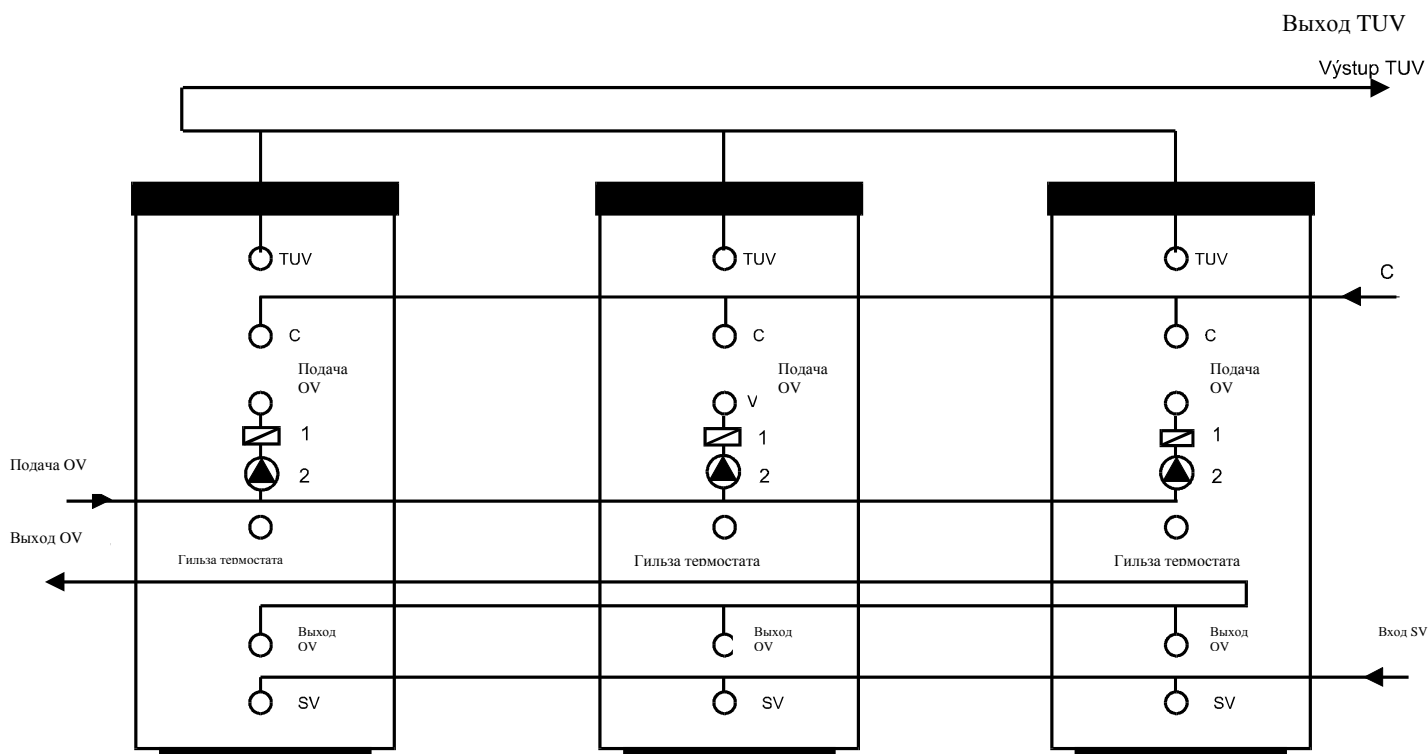 Выход TUV
Výstup TUV
TUV
TUV
TUV
C
C
C
C
Подача
OV
V
Подача
OV
Подача
OV
1
1
1
Подача OV
2
2
2
Выход OV
Гильза термостата
Гильза термостата
Гильза термостата
Выход
OV
Выход
OV
Выход
OV
Вход SV
SV
SV
SV